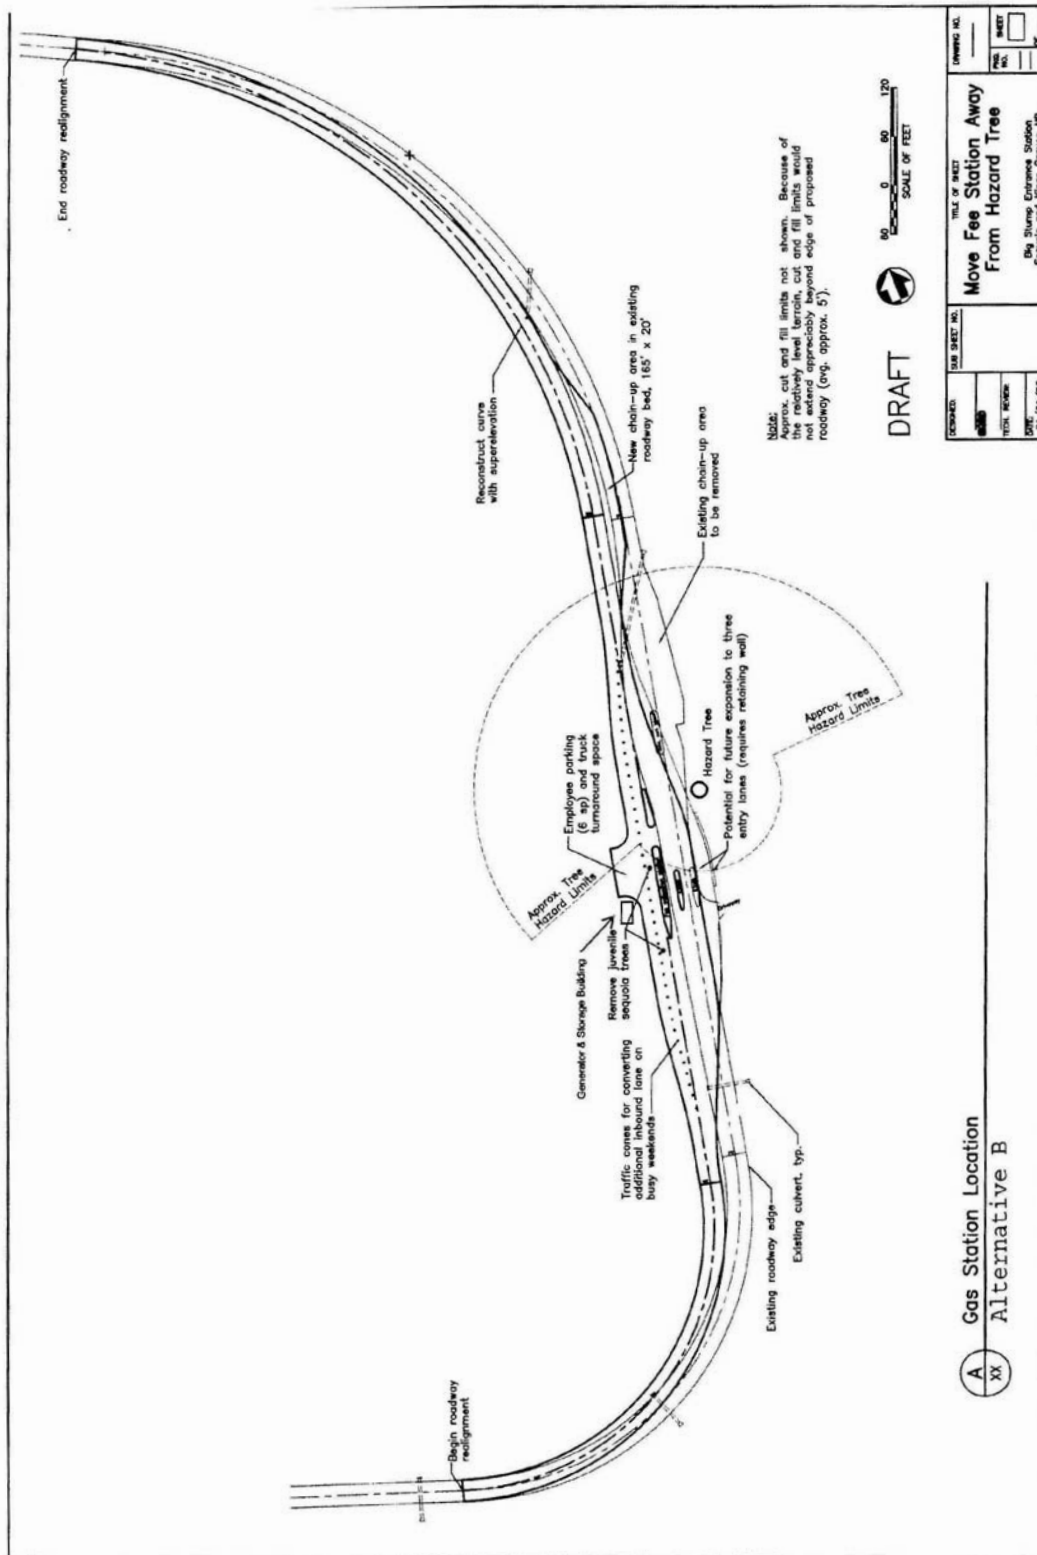 End roadway realignment
Reconstruct curve
with superelevation
New chain-up area in existing
roadway bed, 165' x 20'
Existing chain-up area
to be removed
Employee parking
(6 sp) and truck
turnaround space
Approx. Tree
Hazard Limits
Approx. Tree
Hazard Limits
Hazard Tree
Potential for future expansion to three
entry lanes (requires retaining wall)
Generator & Storage Building
Remove juvenile
sequoia trees
Traffic cones for converting
additional inbound lane on
busy weekends
Driveway
Existing roadway edge
Existing culvert, typ.
Begin roadway
realignment
Note:
Approx. cut and fill limits not shown. Because of
the relatively level terrain, cut and fill limits would
not extend appreciably beyond edge of proposed
roadway (avg. approx. 5').
DRAFT
60 0 60 120
SCALE OF FEET
A
XX
Gas Station Location
Alternative B
DESIGNED:
TECH. REVIEW:
DATE:
SUB SHEET NO.
TITLE OF SHEET
Move Fee Station Away
From Hazard Tree
Big Stump Entrance Station
DRAWING NO.
PKG.
NO.
SHEET